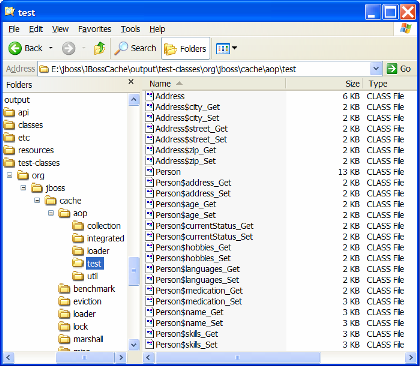 test
File Edit View Favorites Tools Help
Back Search Folders
Address E:\jboss\JBossCache\output\test-classes\org\jboss\cache\aop\test Go
Folders
output
api
classes
etc
resources
test-classes
org
jboss
cache
aop
collection
integrated
loader
test
util
benchmark
eviction
loader
lock
marshall
Name Size Type
Address 6 KB CLASS File
Address$city_Get 2 KB CLASS File
Address$city_Set 2 KB CLASS File
Address$street_Get 2 KB CLASS File
Address$street_Set 2 KB CLASS File
Address$zip_Get 2 KB CLASS File
Address$zip_Set 2 KB CLASS File
Person 13 KB CLASS File
Person$address_Get 2 KB CLASS File
Person$address_Set 2 KB CLASS File
Person$age_Get 2 KB CLASS File
Person$age_Set 2 KB CLASS File
Person$currentStatus_Get 2 KB CLASS File
Person$currentStatus_Set 2 KB CLASS File
Person$hobbies_Get 2 KB CLASS File
Person$hobbies_Set 2 KB CLASS File
Person$languages_Get 2 KB CLASS File
Person$languages_Set 2 KB CLASS File
Person$medication_Get 2 KB CLASS File
Person$medication_Set 3 KB CLASS File
Person$name_Get 3 KB CLASS File
Person$name_Set 3 KB CLASS File
Person$skills_Get 3 KB CLASS File
Person$skills_Set 3 KB CLASS File